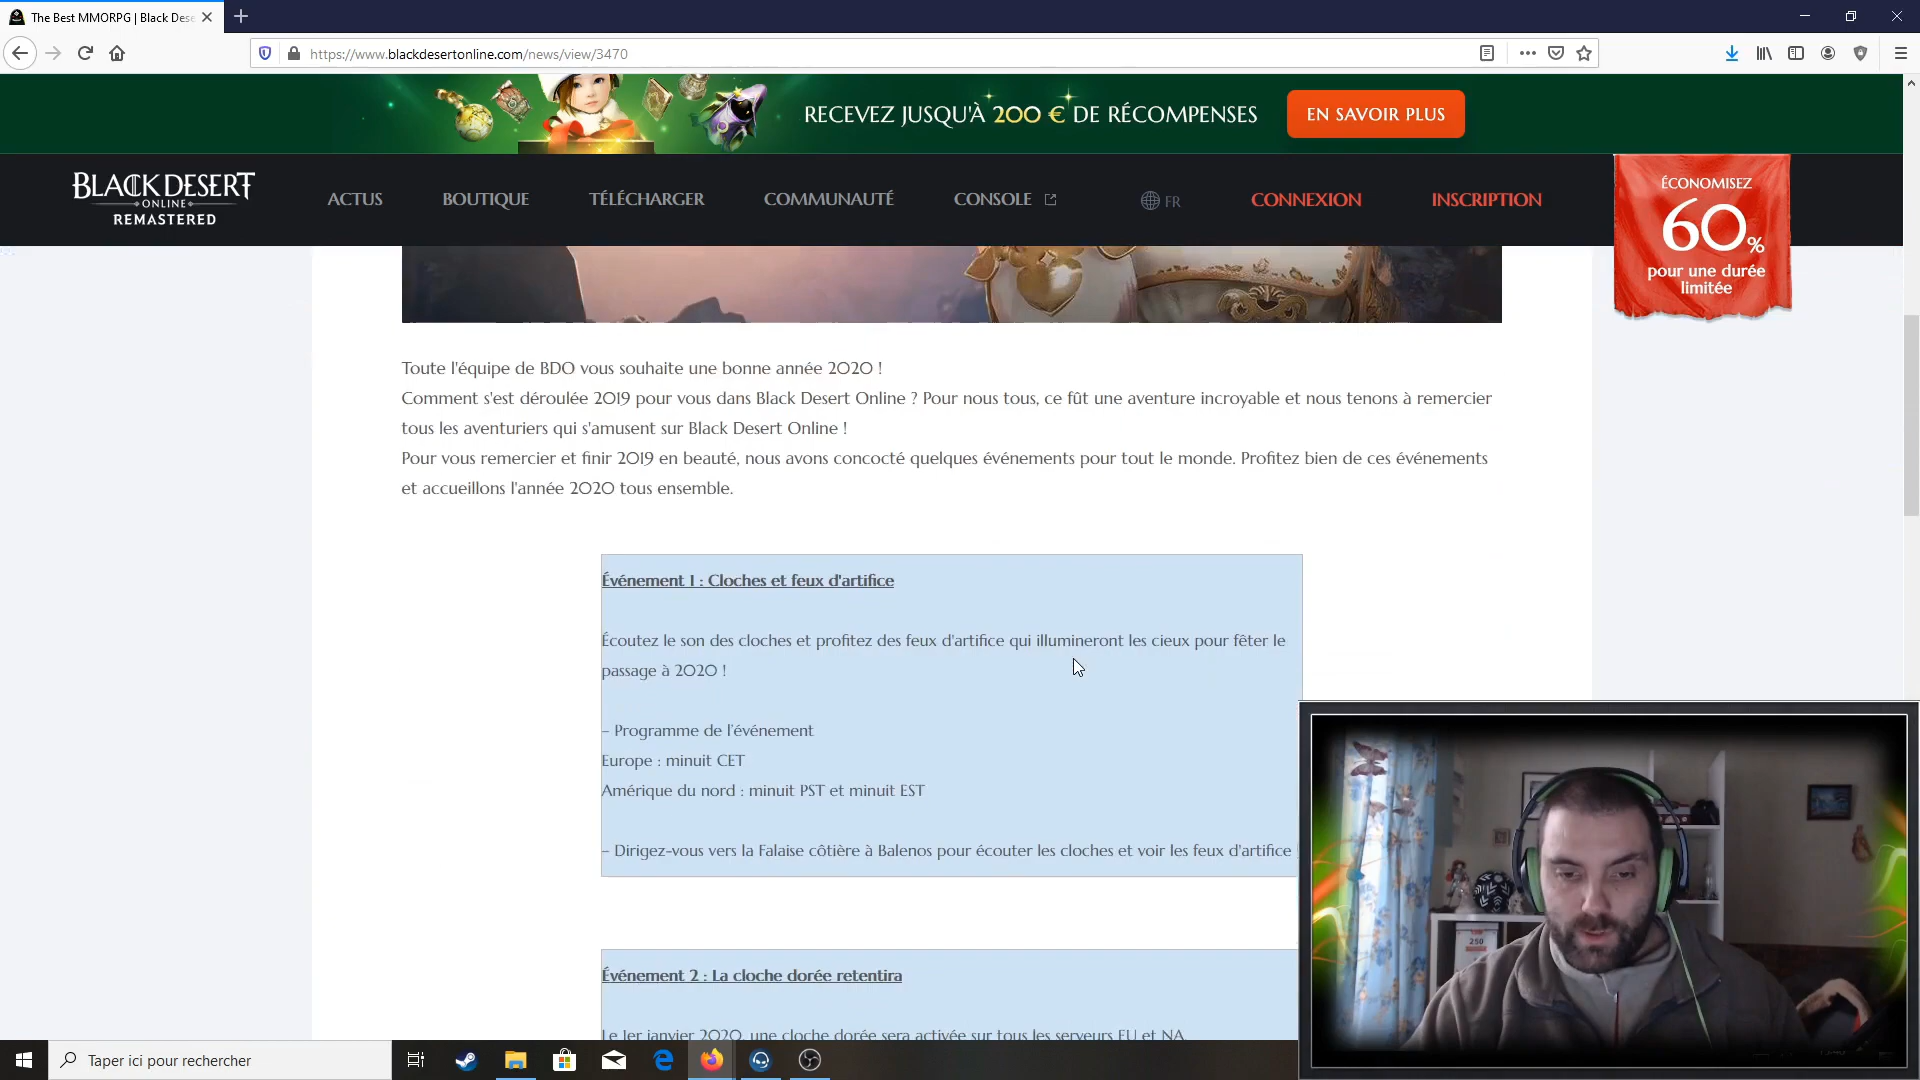 The Best MMORPG | Black Dese
https://www.blackdesertonline.com/news/view/3470
RECEVEZ JUSQU'À 200 € DE RÉCOMPENSES
EN SAVOIR PLUS
BLACK DESERT
ONLINE
REMASTERED
ACTUS
BOUTIQUE
TÉLÉCHARGER
COMMUNAUTÉ
CONSOLE
FR
CONNEXION
INSCRIPTION
ÉCONOMISEZ
60%
pour une durée
limitée
Toute l'équipe de BDO vous souhaite une bonne année 2020 !
Comment s'est déroulée 2019 pour vous dans Black Desert Online ? Pour nous tous, ce fût une aventure incroyable et nous tenons à remercier
tous les aventuriers qui s'amusent sur Black Desert Online !
Pour vous remercier et finir 2019 en beauté, nous avons concocté quelques événements pour tout le monde. Profitez bien de ces événements
et accueillons l'année 2020 tous ensemble.
Événement 1 : Cloches et feux d'artifice
Écoutez le son des cloches et profitez des feux d'artifice qui illumineront les cieux pour fêter le
passage à 2020 !
– Programme de l'événement
Europe : minuit CET
Amérique du nord : minuit PST et minuit EST
– Dirigez-vous vers la Falaise côtière à Balenos pour écouter les cloches et voir les feux d'artifice
Événement 2 : La cloche dorée retentira
Le 1er janvier 2020, une cloche dorée sera activée sur tous les serveurs EU et NA.
250
Taper ici pour rechercher